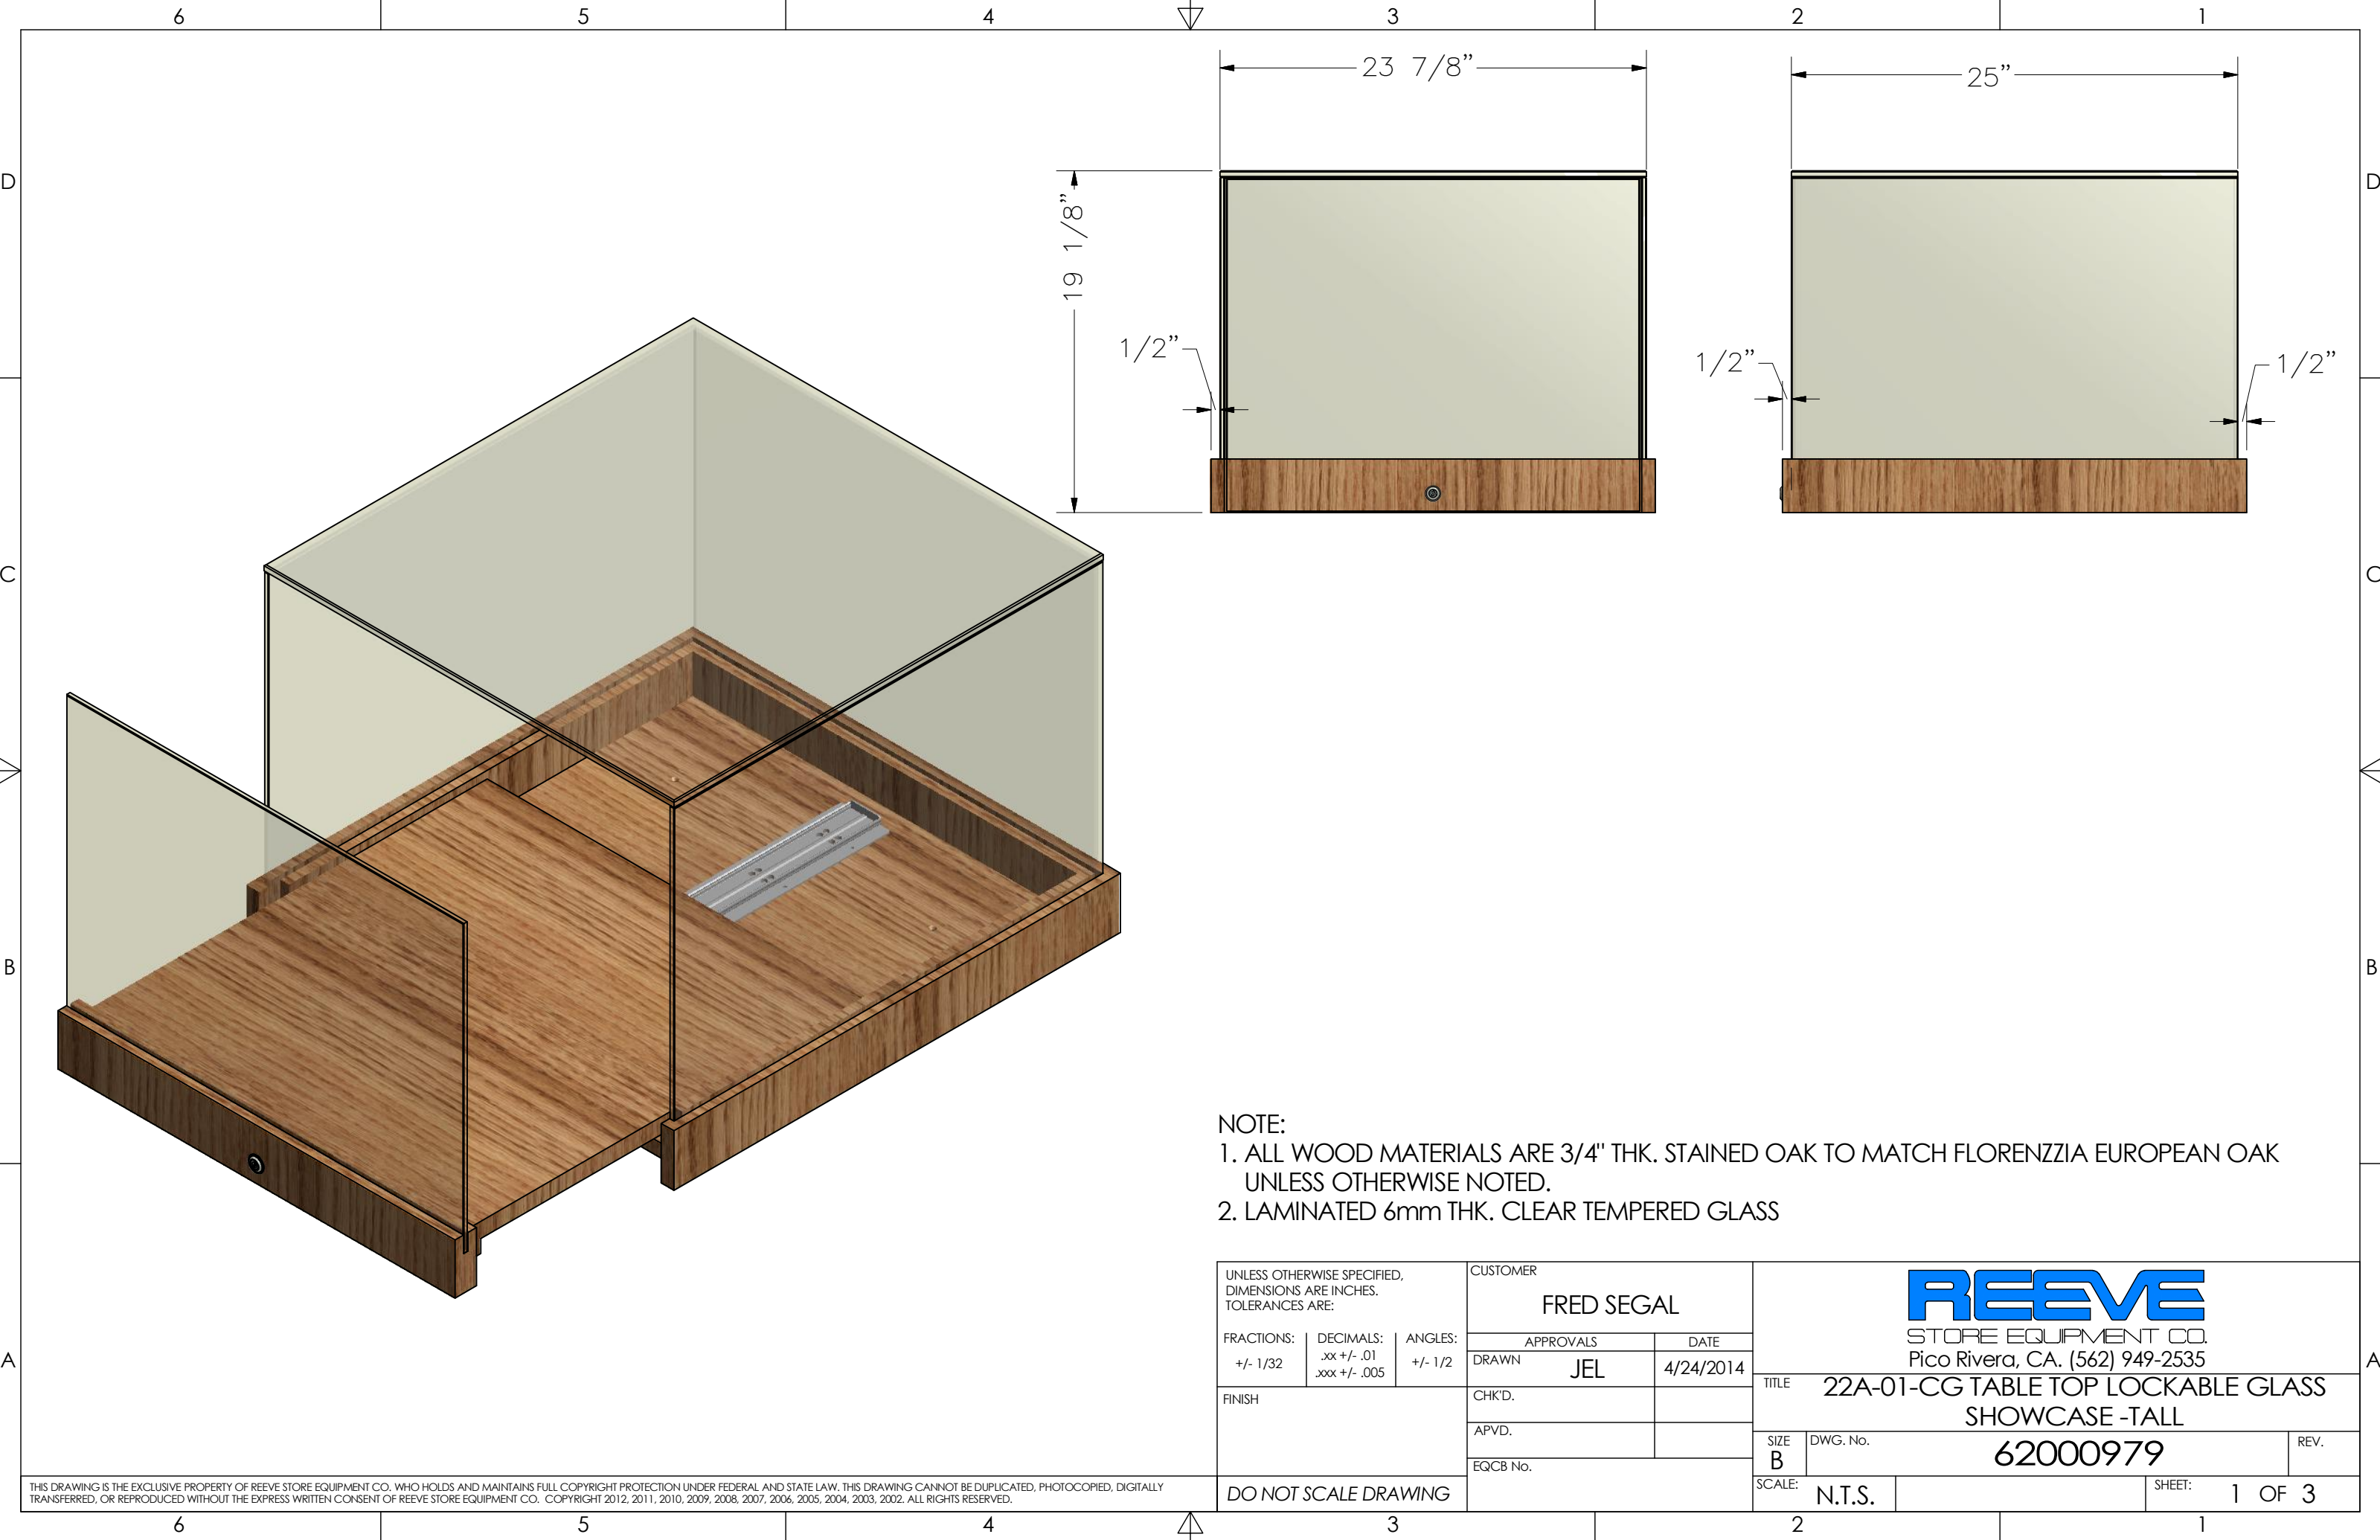 6 5 4 3 2 1
D D
23 7/8"
25"
19 1/8"
1/2"
1/2"
1/2"
C C
B B
NOTE:
1. ALL WOOD MATERIALS ARE 3/4" THK. STAINED OAK TO MATCH FLORENZZIA EUROPEAN OAK
UNLESS OTHERWISE NOTED.
2. LAMINATED 6mm THK. CLEAR TEMPERED GLASS
A A
UNLESS OTHERWISE SPECIFIED,
DIMENSIONS ARE INCHES.
TOLERANCES ARE:
FRACTIONS:
+/- 1/32
DECIMALS:
.xx +/- .01
.xxx +/- .005
ANGLES:
+/- 1/2
FINISH
DO NOT SCALE DRAWING
CUSTOMER
FRED SEGAL
APPROVALS DATE
DRAWN JEL 4/24/2014
CHK'D.
APVD.
EQCB No.
REEVE
STORE EQUIPMENT CO.
Pico Rivera, CA. (562) 949-2535
TITLE 22A-01-CG TABLE TOP LOCKABLE GLASS
SHOWCASE -TALL
SIZE
B
DWG. No.
62000979
REV.
SCALE: N.T.S.
SHEET: 1 OF 3
THIS DRAWING IS THE EXCLUSIVE PROPERTY OF REEVE STORE EQUIPMENT CO. WHO HOLDS AND MAINTAINS FULL COPYRIGHT PROTECTION UNDER FEDERAL AND STATE LAW. THIS DRAWING CANNOT BE DUPLICATED, PHOTOCOPIED, DIGITALLY
TRANSFERRED, OR REPRODUCED WITHOUT THE EXPRESS WRITTEN CONSENT OF REEVE STORE EQUIPMENT CO. COPYRIGHT 2012, 2011, 2010, 2009, 2008, 2007, 2006, 2005, 2004, 2003, 2002. ALL RIGHTS RESERVED.
6 5 4 3 2 1